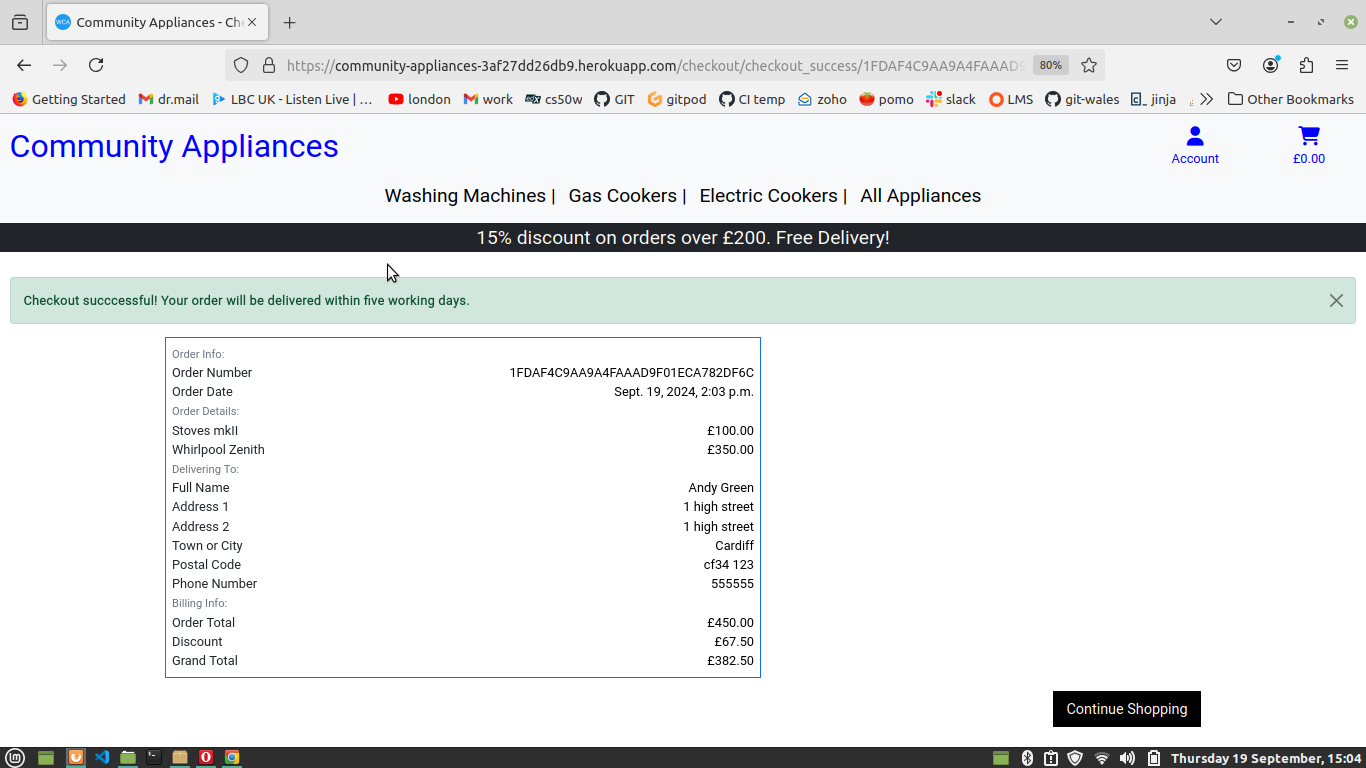 WCA Community Appliances - Che
https://community-appliances-3af27dd26db9.herokuapp.com/checkout/checkout_success/1FDAF4C9AA9A4FAAAD9 80%
Getting Started dr.mail LBC UK - Listen Live | … london work cs50w GIT gitpod CI temp zoho pomo slack LMS git-wales jinja Other Bookmarks
Community Appliances
Account £0.00
Washing Machines | Gas Cookers | Electric Cookers | All Appliances
15% discount on orders over £200. Free Delivery!
Checkout succcessful! Your order will be delivered within five working days.
Order Info:
Order Number 1FDAF4C9AA9A4FAAAD9F01ECA782DF6C
Order Date Sept. 19, 2024, 2:03 p.m.
Order Details:
Stoves mkII £100.00
Whirlpool Zenith £350.00
Delivering To:
Full Name Andy Green
Address 1 1 high street
Address 2 1 high street
Town or City Cardiff
Postal Code cf34 123
Phone Number 555555
Billing Info:
Order Total £450.00
Discount £67.50
Grand Total £382.50
Continue Shopping
Thursday 19 September, 15:04